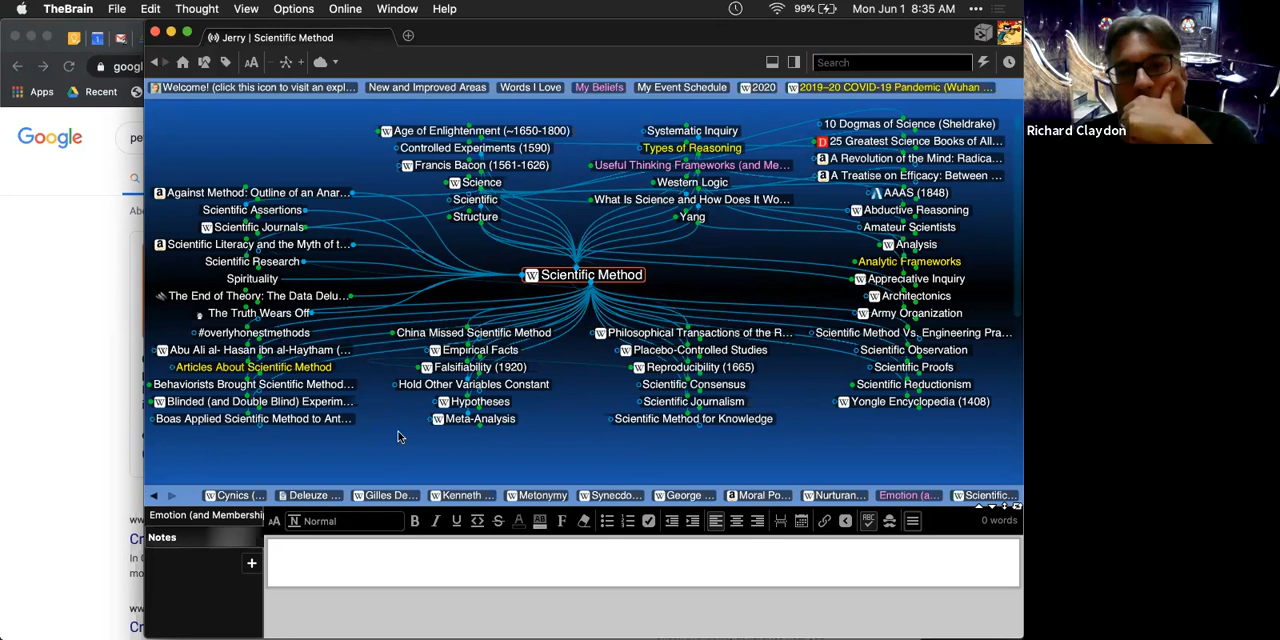 TheBrain File Edit Thought View Options Online Window Help 99% Mon Jun 1 8:35 AM
Jerry | Scientific Method
googl
Search
Apps Recent
Welcome! (click this icon to visit an expl... New and Improved Areas Words I Love My Beliefs My Event Schedule 2020 2019–20 COVID-19 Pandemic (Wuhan ...
Google
Age of Enlightenment (~1650-1800)
Controlled Experiments (1590)
Francis Bacon (1561-1626)
Science
Scientific
Structure
Systematic Inquiry
Types of Reasoning
Useful Thinking Frameworks (and Me...
Western Logic
What Is Science and How Does It Wo...
Yang
10 Dogmas of Science (Sheldrake)
25 Greatest Science Books of All...
A Revolution of the Mind: Radica...
A Treatise on Efficacy: Between ...
AAAS (1848)
Abductive Reasoning
Amateur Scientists
Analysis
Analytic Frameworks
Appreciative Inquiry
Architectonics
Army Organization
Against Method: Outline of an Anar...
Scientific Assertions
Scientific Journals
Scientific Literacy and the Myth of t...
Scientific Research
Spirituality
The End of Theory: The Data Delu...
The Truth Wears Off
Scientific Method
#overlyhonestmethods
Abu Ali al- Hasan ibn al-Haytham (...
Articles About Scientific Method
Behaviorists Brought Scientific Method...
Blinded (and Double Blind) Experim...
Boas Applied Scientific Method to Ant...
China Missed Scientific Method
Empirical Facts
Falsifiability (1920)
Hold Other Variables Constant
Hypotheses
Meta-Analysis
Philosophical Transactions of the R...
Placebo-Controlled Studies
Reproducibility (1665)
Scientific Consensus
Scientific Journalism
Scientific Method for Knowledge
Scientific Method Vs. Engineering Pra...
Scientific Observation
Scientific Proofs
Scientific Reductionism
Yongle Encyclopedia (1408)
Cynics (... Deleuze ... Gilles De... Kenneth ... Metonymy Synecdo... George ... Moral Po... Nurturan... Emotion (a... Scientific...
Emotion (and Membershi
Normal
0 words
Notes
Richard Claydon